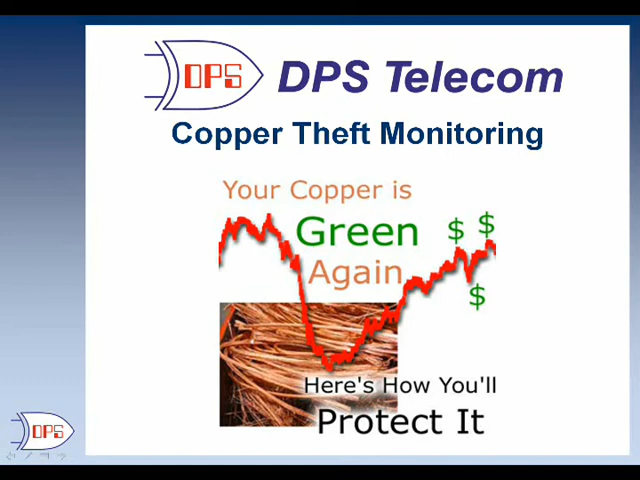 DPS
DPS Telecom
Copper Theft Monitoring
Your Copper is
Green
$ $
Again
$
Here's How You'll
Protect It
DPS